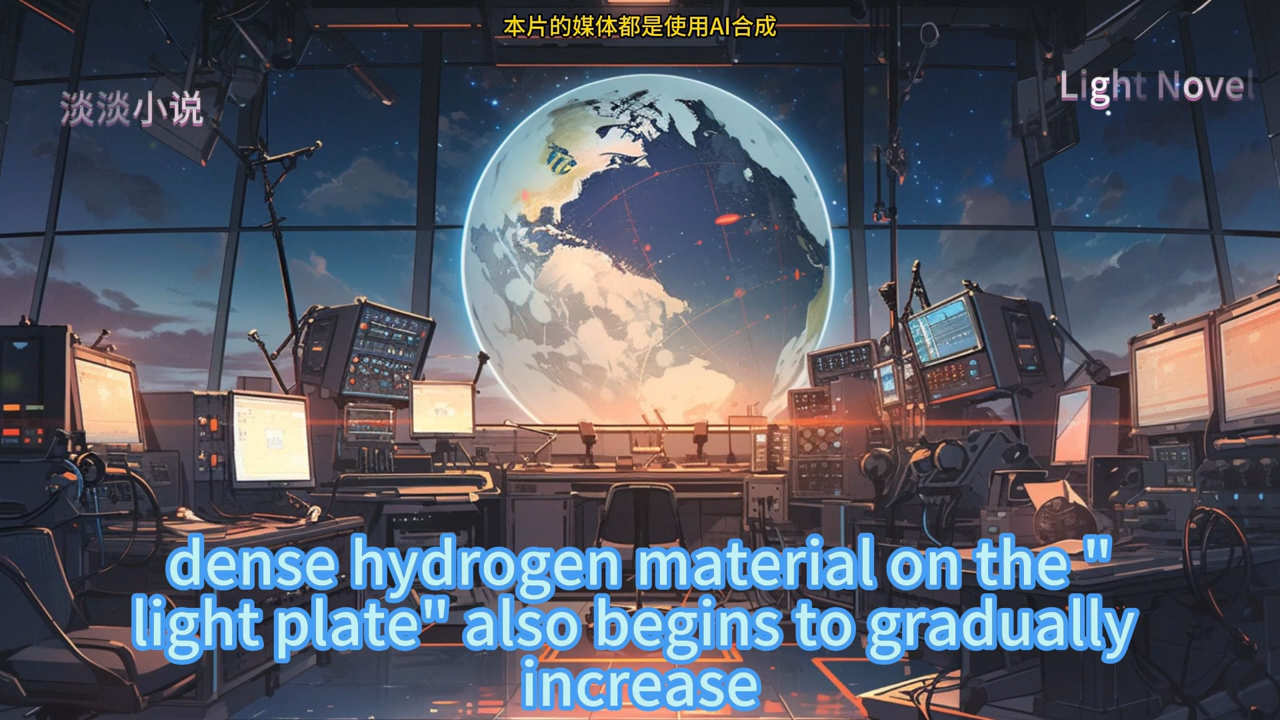 本片的媒体都是使用AI合成
淡淡小说
Light Novel
dense hydrogen material on the "
light plate" also begins to gradually
increase